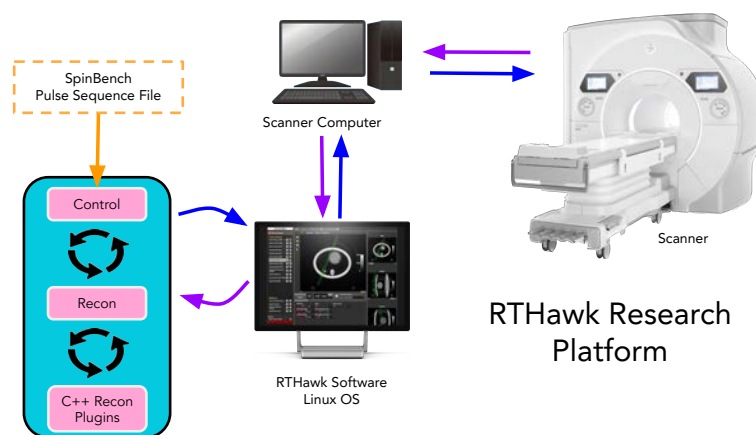 SpinBench
Pulse Sequence File
Scanner Computer
Control
Scanner
Recon
RTHawk Research
Platform
RTHawk Software
Linux OS
C++ Recon
Plugins